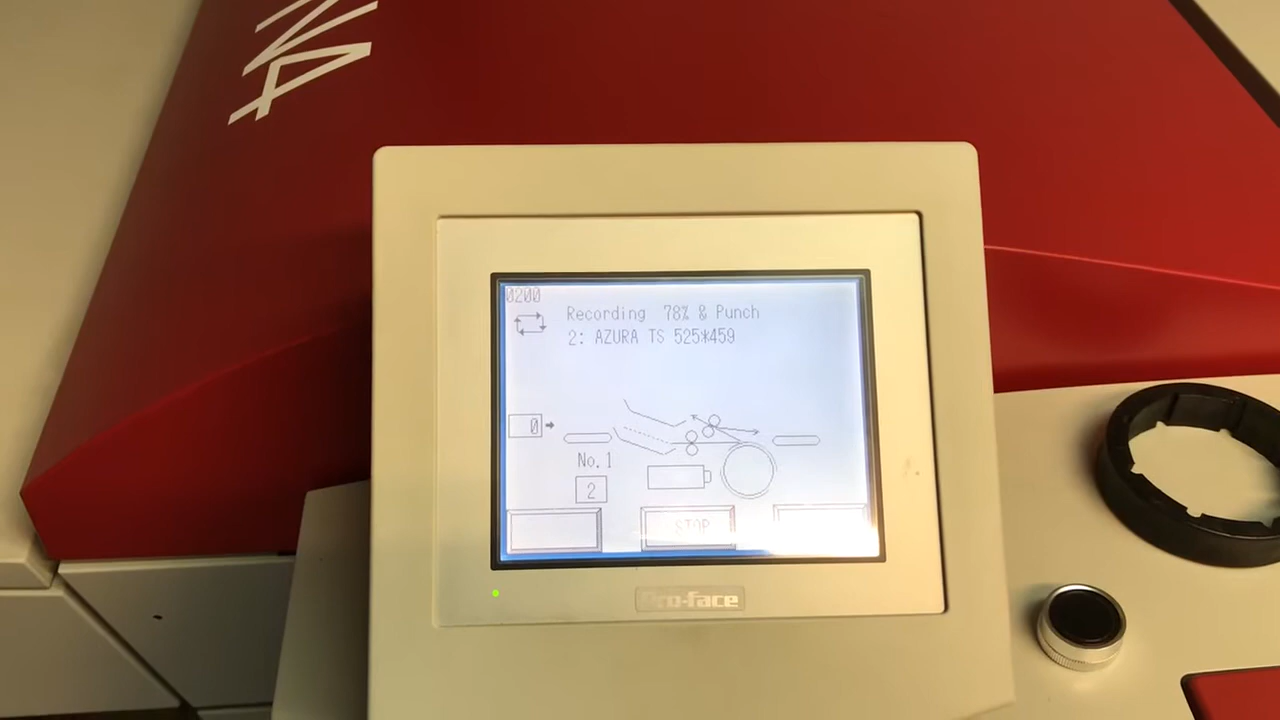 0200
Recording 78% & Punch
2: AZURA TS 525*459
0
No.1
2
STOP
Pro-face